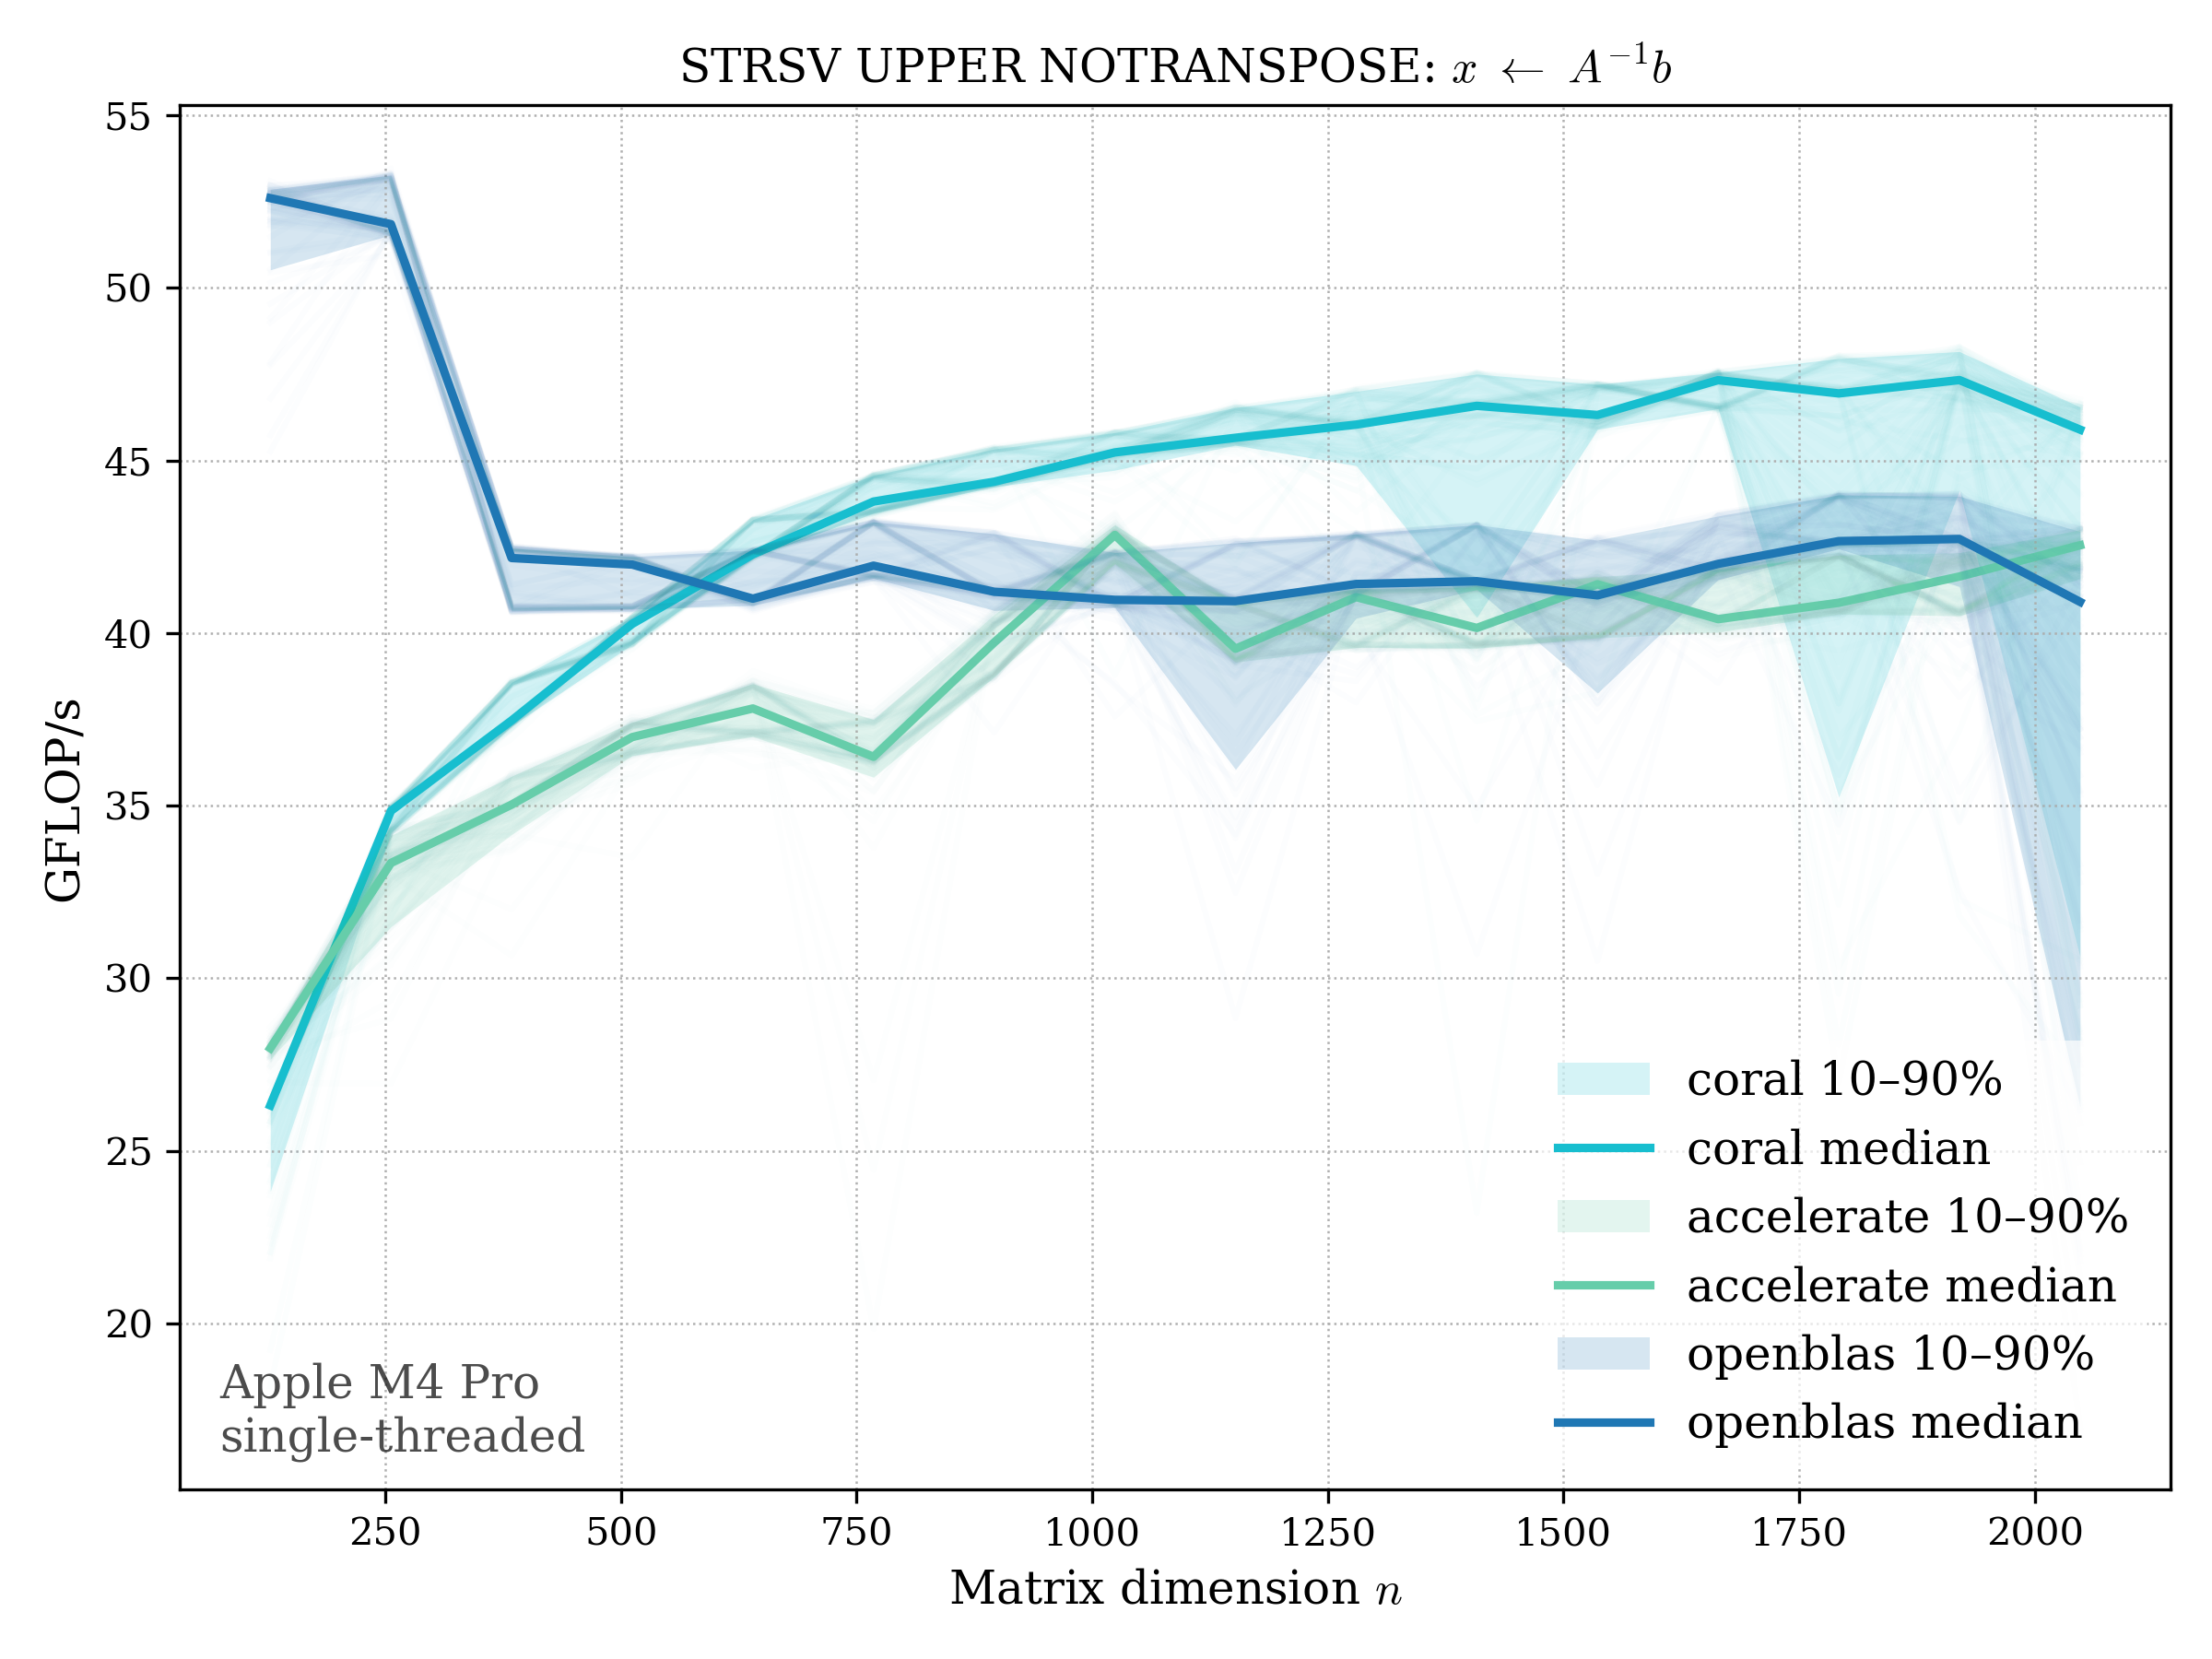 STRSV UPPER NOTRANSPOSE: x ← A⁻¹b
55
50
45
40
35
30
25
20
GFLOP/s
250 500 750 1000 1250 1500 1750 2000
Matrix dimension n
Apple M4 Pro
single-threaded
coral 10–90%
coral median
accelerate 10–90%
accelerate median
openblas 10–90%
openblas median